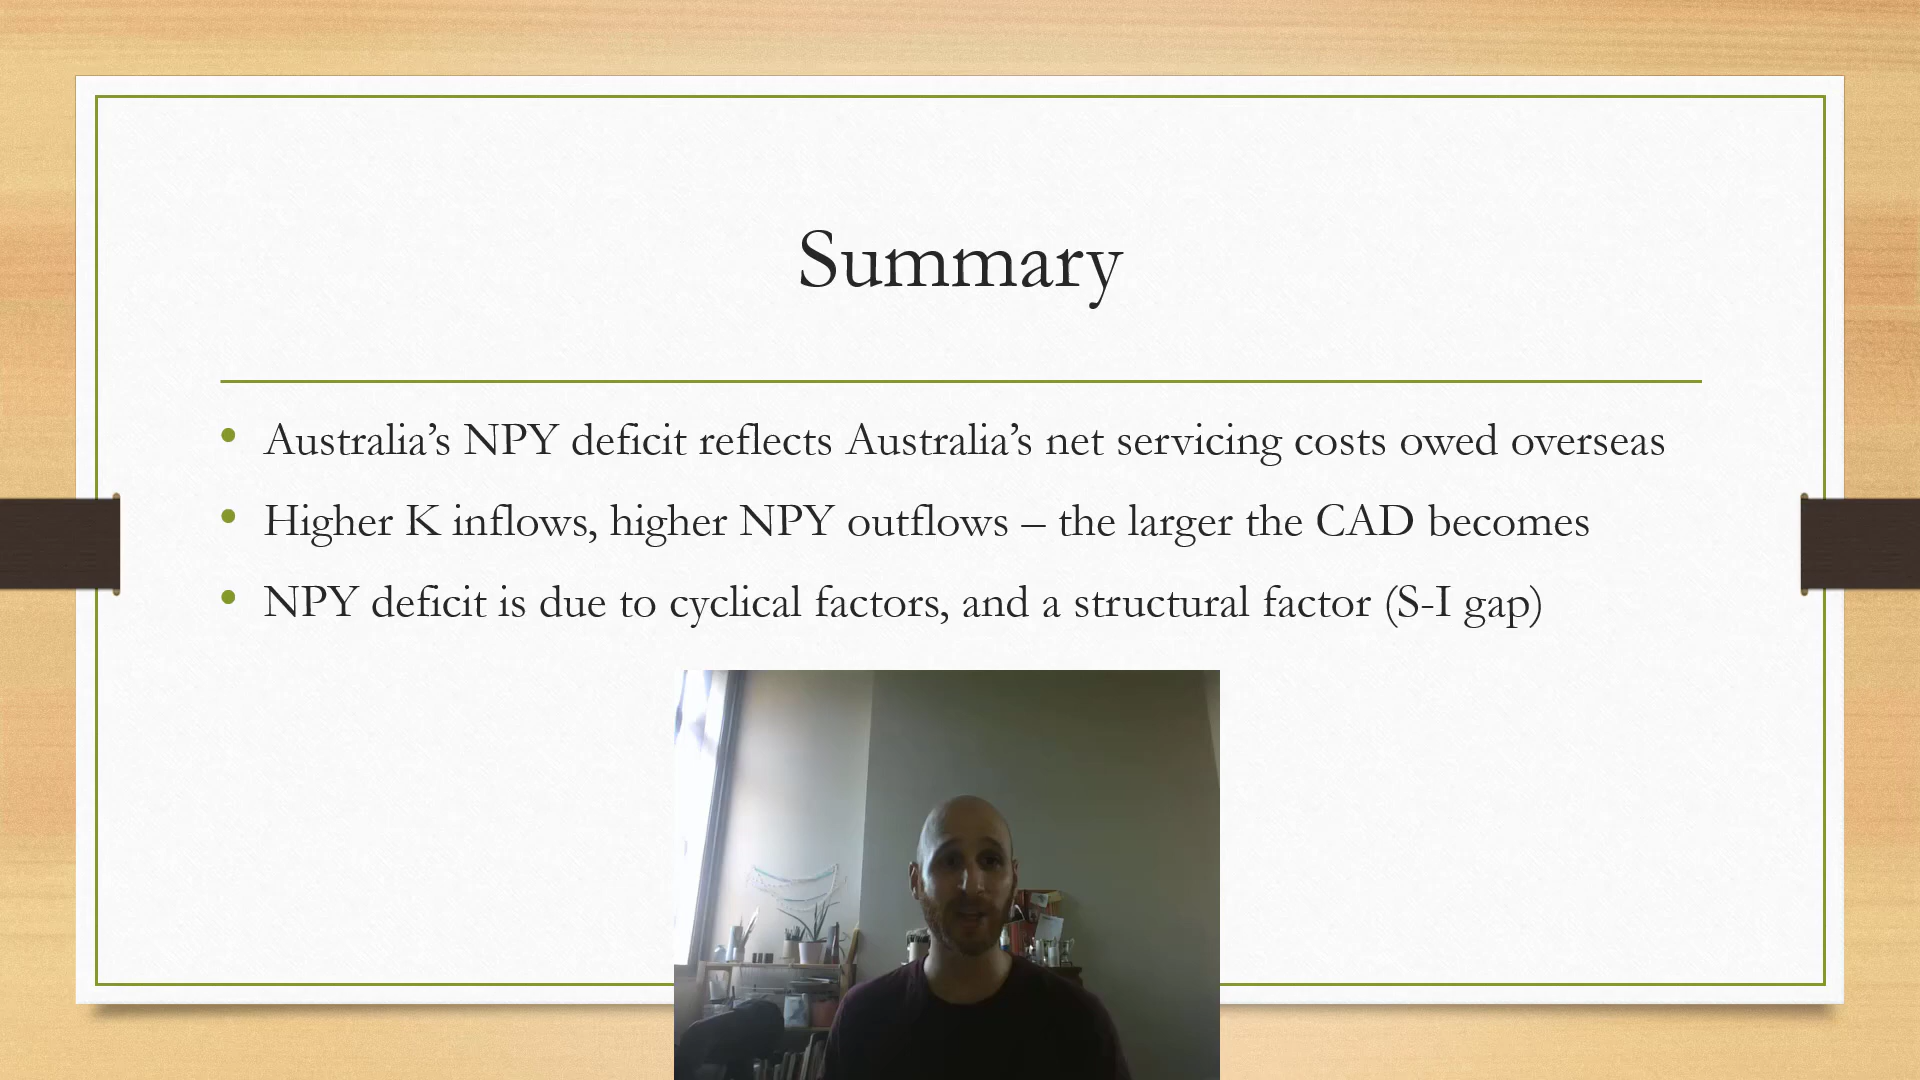 Summary
• Australia’s NPY deficit reflects Australia’s net servicing costs owed overseas
• Higher K inflows, higher NPY outflows – the larger the CAD becomes
• NPY deficit is due to cyclical factors, and a structural factor (S-I gap)